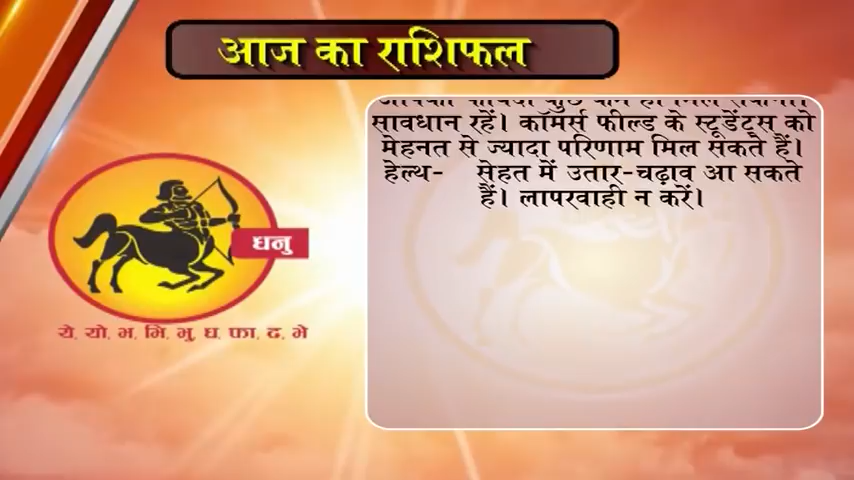 आज का राशिफल
कुछ
सावधान रहें। कॉमर्स फील्ड के स्टूडेंट्स को
मेहनत से ज्यादा परिणाम मिल सकते हैं।
हेल्थ- सेहत में उतार-चढ़ाव आ सकते
हैं। लापरवाही न करें।
धनु
ये, यो, भ, मि, भु, ध, फा, ढ, भे